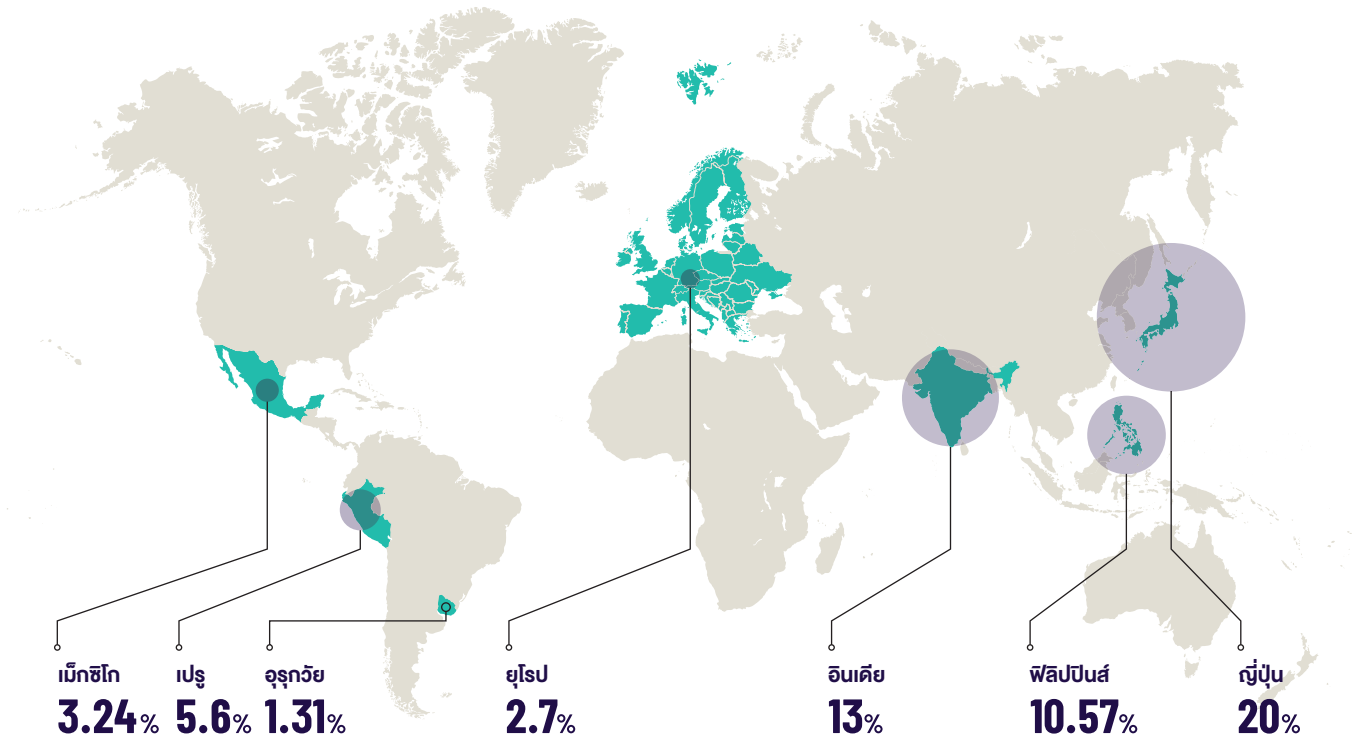 เม็กซิโก
3.24%
เปรู
5.6%
อุรุกวัย
1.31%
ยุโรป
2.7%
อินเดีย
13%
ฟิลิปปินส์
10.57%
ญี่ปุ่น
20%